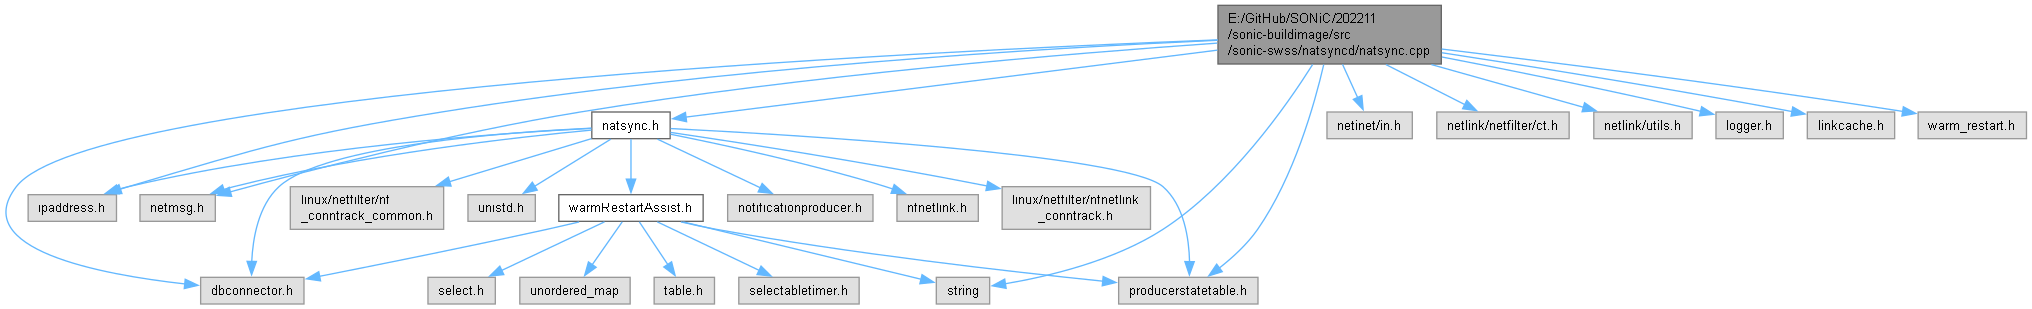 E:/GitHub/SONiC/202211
/sonic-buildimage/src
/sonic-swss/natsyncd/natsync.cpp
natsync.h
netinet/in.h
netlink/netfilter/ct.h
netlink/utils.h
logger.h
linkcache.h
warm_restart.h
ipaddress.h
netmsg.h
linux/netfilter/nf
_conntrack_common.h
unistd.h
warmRestartAssist.h
notificationproducer.h
nfnetlink.h
linux/netfilter/nfnetlink
_conntrack.h
dbconnector.h
select.h
unordered_map
table.h
selectabletimer.h
string
producerstatetable.h